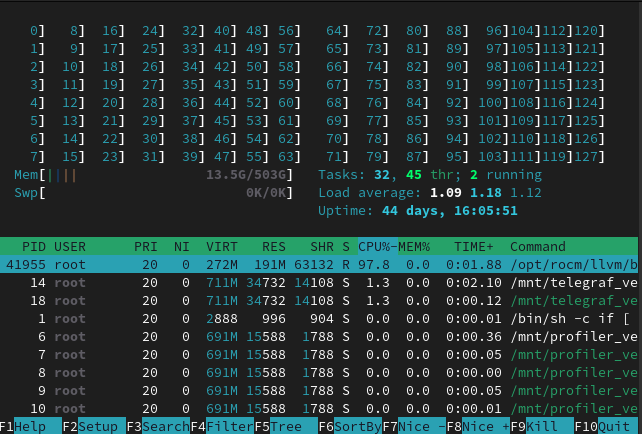 0] 8] 16] 24] 32] 40] 48] 56] 64] 72] 80] 88] 96]104]112]120]
1] 9] 17] 25] 33] 41] 49] 57] 65] 73] 81] 89] 97]105]113]121]
2] 10] 18] 26] 34] 42] 50] 58] 66] 74] 82] 90] 98]106]114]122]
3] 11] 19] 27] 35] 43] 51] 59] 67] 75] 83] 91] 99]107]115]123]
4] 12] 20] 28] 36] 44] 52] 60] 68] 76] 84] 92] 100]108]116]124]
5] 13] 21] 29] 37] 45] 53] 61] 69] 77] 85] 93] 101]109]117]125]
6] 14] 22] 30] 38] 46] 54] 62] 70] 78] 86] 94] 102]110]118]126]
7] 15] 23] 31] 39] 47] 55] 63] 71] 79] 87] 95] 103]111]119]127]
Mem[|||| 13.5G/503G] Tasks: 32, 45 thr; 2 running
Swp[ 0K/0K] Load average: 1.09 1.18 1.12
Uptime: 44 days, 16:05:51
PID USER PRI NI VIRT RES SHR S CPU%-MEM% TIME+ Command
41955 root 20 0 272M 191M 63132 R 97.8 0.0 0:01.88 /opt/rocm/llvm/b
14 root 20 0 711M 34732 14108 S 1.3 0.0 0:02.10 /mnt/telegraf_ve
18 root 20 0 711M 34732 14108 S 1.3 0.0 0:00.12 /mnt/telegraf_ve
1 root 20 0 2888 996 904 S 0.0 0.0 0:00.01 /bin/sh -c if [
6 root 20 0 691M 15588 1788 S 0.0 0.0 0:00.36 /mnt/profiler_ve
7 root 20 0 691M 15588 1788 S 0.0 0.0 0:00.05 /mnt/profiler_ve
8 root 20 0 691M 15588 1788 S 0.0 0.0 0:00.00 /mnt/profiler_ve
9 root 20 0 691M 15588 1788 S 0.0 0.0 0:00.05 /mnt/profiler_ve
10 root 20 0 691M 15588 1788 S 0.0 0.0 0:00.01 /mnt/profiler_ve
F1Help F2Setup F3SearchF4FilterF5Tree F6SortByF7Nice -F8Nice +F9Kill F10Quit